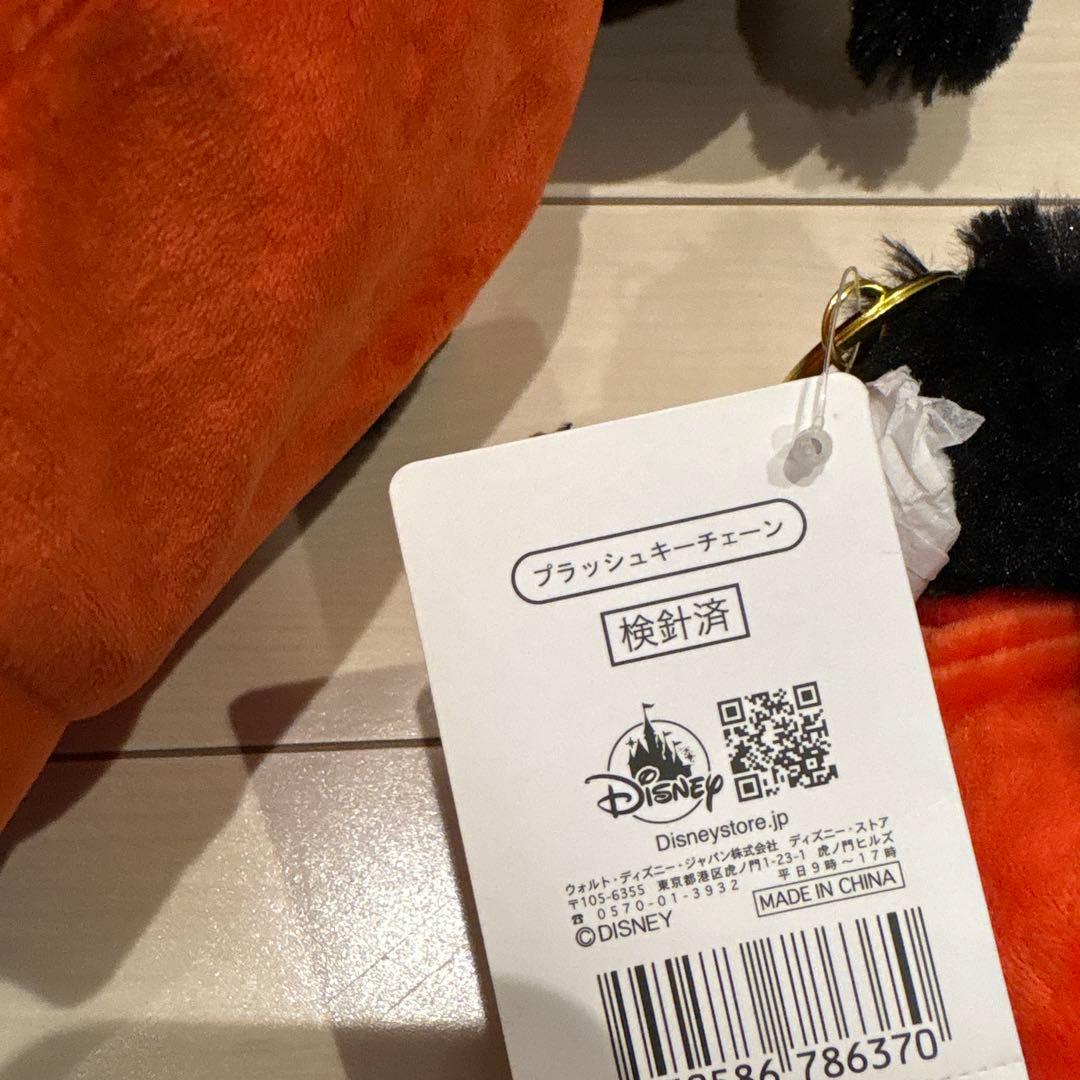 プラッシュキーチェーン
検針済
DISNEY
Disneystore.jp
ウォルト・ディズニー・ジャパン株式会社 ディズニー・ストア
〒105-6355 東京都港区虎ノ門1-23-1 虎ノ門ヒルズ
☎ 0570-01-3932 平日9時～17時
©DISNEY
MADE IN CHINA
586 786370